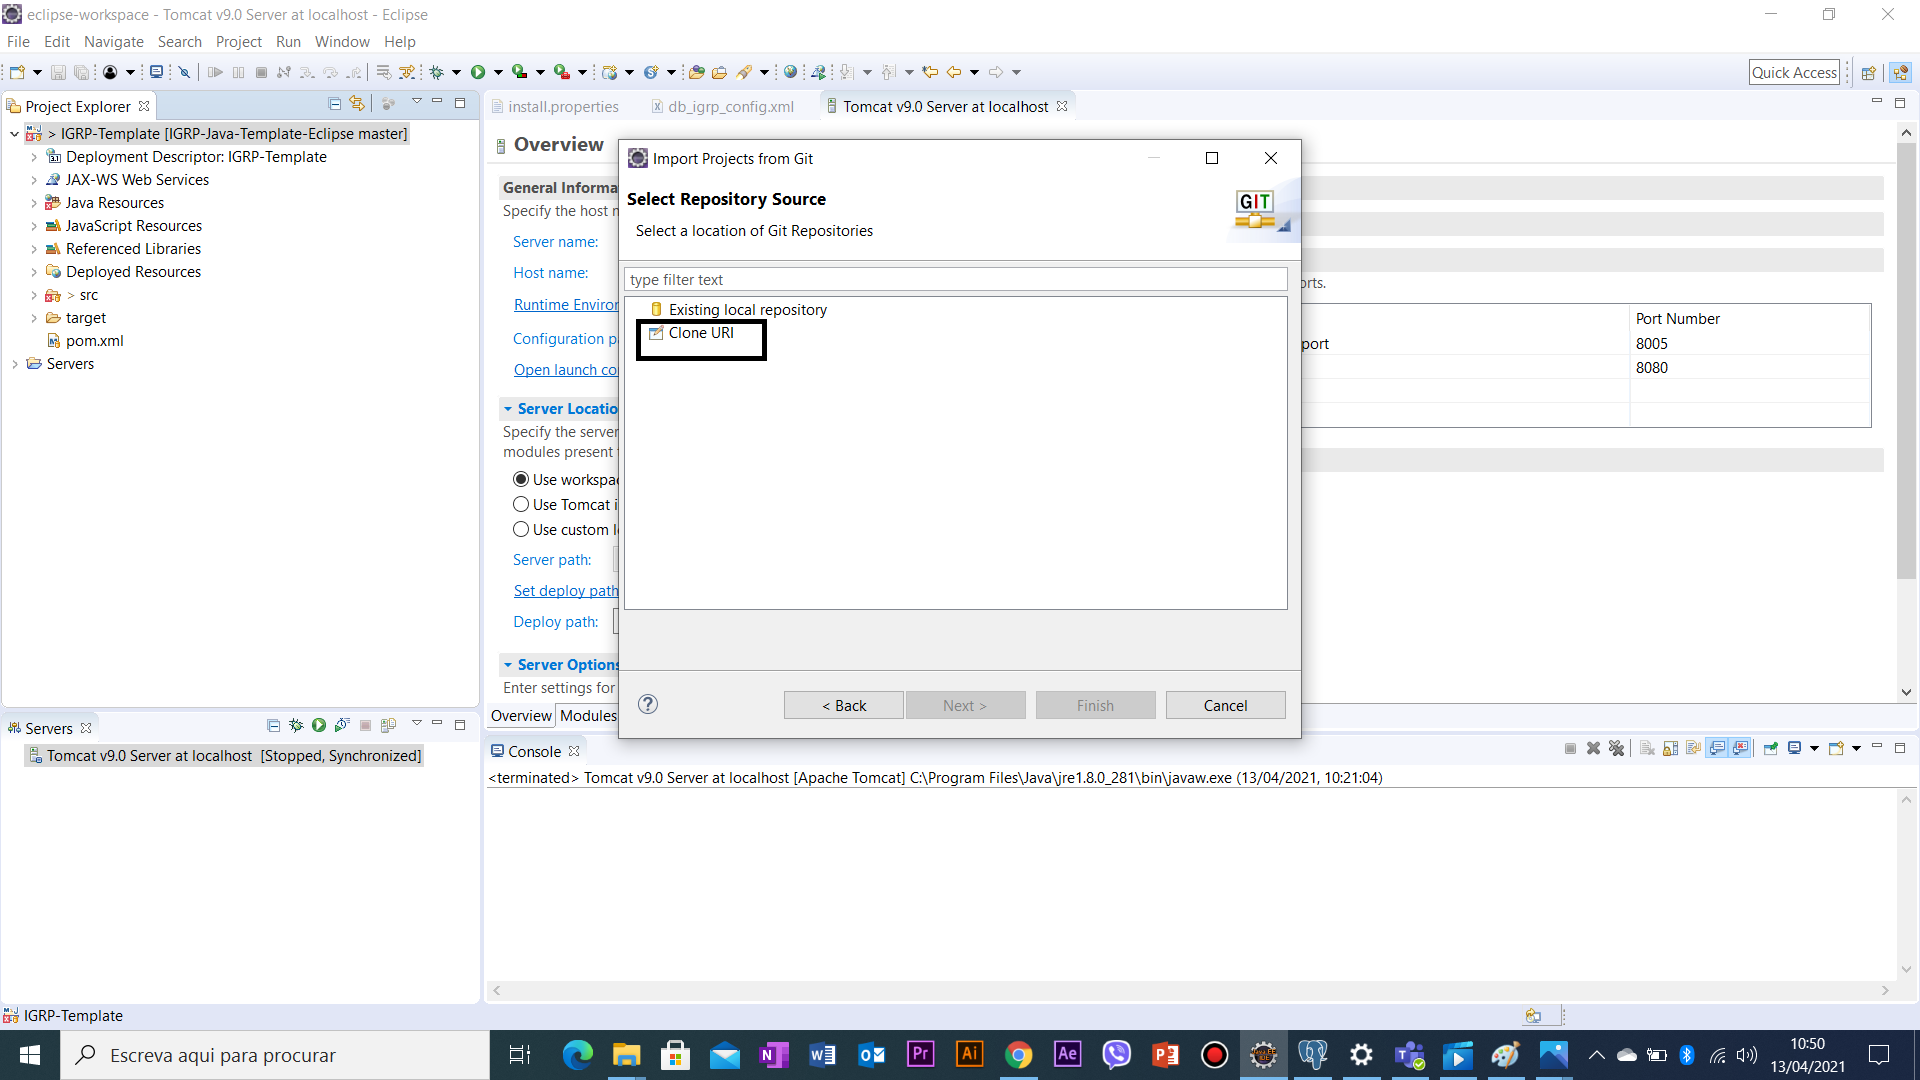 eclipse-workspace - Tomcat v9.0 Server at localhost - Eclipse
File Edit Navigate Search Project Run Window Help
Quick Access
Project Explorer
> IGRP-Template [IGRP-Java-Template-Eclipse master]
Deployment Descriptor: IGRP-Template
JAX-WS Web Services
Java Resources
JavaScript Resources
Referenced Libraries
Deployed Resources
> src
target
pom.xml
Servers
install.properties
db_igrp_config.xml
Tomcat v9.0 Server at localhost
Overview
General Informa
Specify the host n
Server name:
Host name:
Runtime Enviror
Configuration p
Open launch co
Server Locatio
Specify the server
modules present
Use workspac
Use Tomcat i
Use custom l
Server path:
Set deploy path
Deploy path:
Server Options
Enter settings for
Overview Modules
orts.
Port Number
port 8005
8080
Import Projects from Git
Select Repository Source
Select a location of Git Repositories
GIT
type filter text
Existing local repository
Clone URI
< Back Next > Finish Cancel
Servers
Tomcat v9.0 Server at localhost [Stopped, Synchronized]
Console
<terminated> Tomcat v9.0 Server at localhost [Apache Tomcat] C:\Program Files\Java\jre1.8.0_281\bin\javaw.exe (13/04/2021, 10:21:04)
IGRP-Template
Escreva aqui para procurar
Pr
Ai
Ae
10:50
13/04/2021